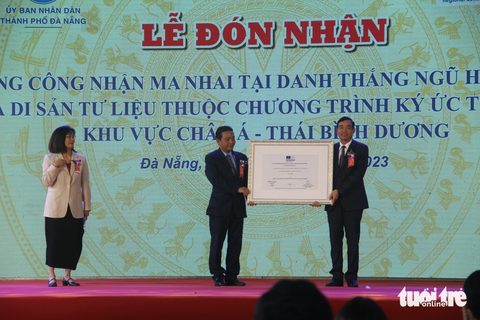 ỦY BAN NHÂN DÂN
THÀNH PHỐ ĐÀ NẴNG
LỄ ĐÓN NHẬN
NG CÔNG NHẬN MA NHAI TẠI DANH THẮNG NGŨ H
DI SẢN TƯ LIỆU THUỘC CHƯƠNG TRÌNH KÝ ỨC T
KHU VỰC CHÂU Á - THÁI BÌNH DƯƠNG
Đà Nẵng, 2023
tuổi trẻ
online